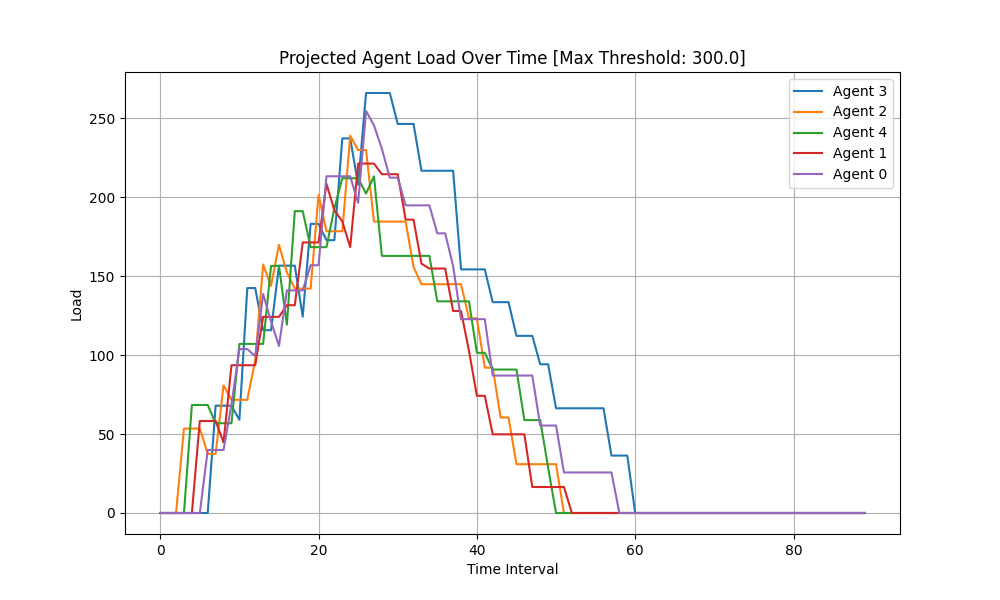 Projected Agent Load Over Time [Max Threshold: 300.0]
Agent 3
Agent 2
Agent 4
Agent 1
Agent 0
Load
250
200
150
100
50
0
0 20 40 60 80
Time Interval